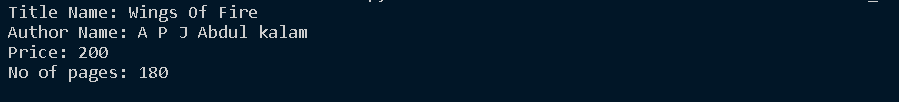 Title Name: Wings Of Fire
Author Name: A P J Abdul kalam
Price: 200
No of pages: 180